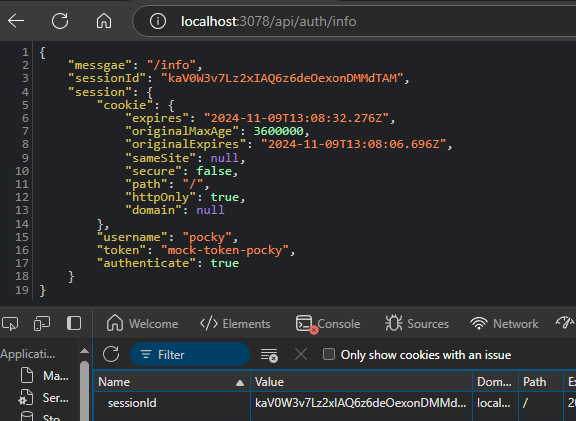 localhost:3078/api/auth/info
1 {
2 "messgae": "/info",
3 "sessionId": "kaV0W3v7Lz2xIAQ6z6deOexonDMMdTAM",
4 "session": {
5 "cookie": {
6 "expires": "2024-11-09T13:08:32.276Z",
7 "originalMaxAge": 3600000,
8 "originalExpires": "2024-11-09T13:08:06.696Z",
9 "sameSite": null,
10 "secure": false,
11 "path": "/",
12 "httpOnly": true,
13 "domain": null
14 },
15 "username": "pocky",
16 "token": "mock-token-pocky",
17 "authenticate": true
18 }
19 }
Welcome Elements Console Sources Network
Applicati...
Filter Only show cookies with an issue
Ma...
Ser...
Sto
Name Value Dom... Path Ex
sessionId kaV0W3v7Lz2xIAQ6z6deOexonDMMd... local... / 20